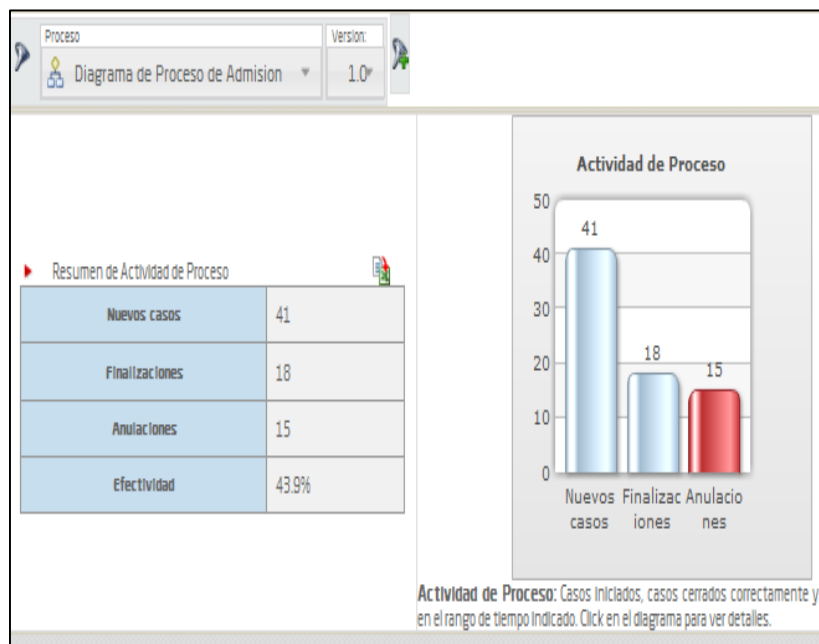 Proceso
Version:
Diagrama de Proceso de Admision
1.0
Resumen de Actividad de Proceso
Nuevos casos 41
Finalizaciones 18
Anulaciones 15
Efectividad 43.9%
Actividad de Proceso
50
40
30
20
10
0
41
18
15
Nuevos
casos
Finalizac
iones
Anulacio
nes
Actividad de Proceso: Casos iniciados, casos cerrados correctamente y
en el rango de tiempo indicado. Click en el diagrama para ver detalles.